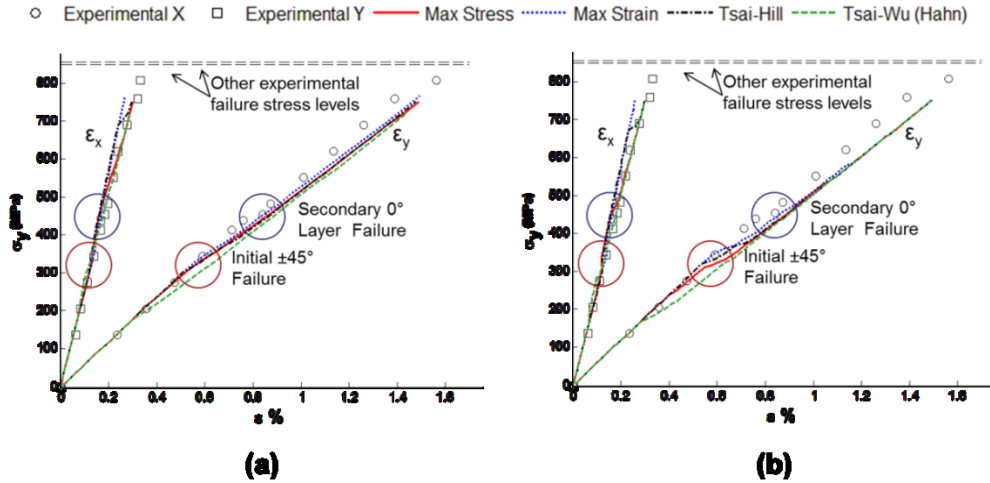 Experimental X Experimental Y Max Stress Max Strain Tsai-Hill Tsai-Wu (Hahn)
800
700
600
500
400
300
200
100
0
σy (MPa)
Other experimental
failure stress levels
εx
εy
Secondary 0°
Layer Failure
Initial ±45°
Failure
0 0.2 0.4 0.6 0.8 1 1.2 1.4 1.6
ε %
(a)
800
700
600
500
400
300
200
100
0
σy (MPa)
Other experimental
failure stress levels
εx
εy
Secondary 0°
Layer Failure
Initial ±45°
Failure
0 0.2 0.4 0.6 0.8 1 1.2 1.4 1.6
ε %
(b)